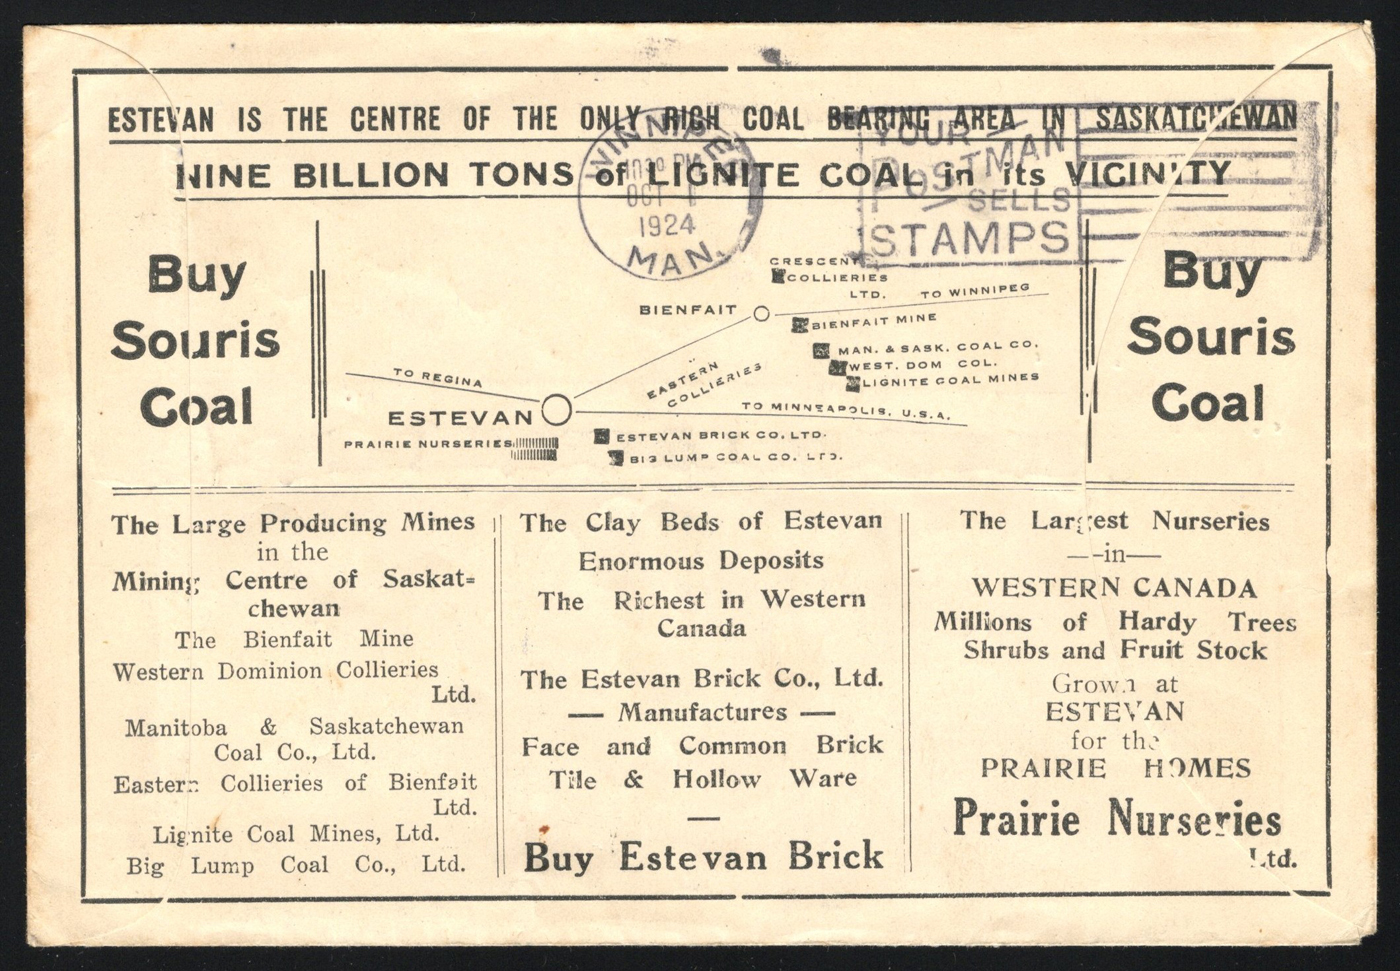 ESTEVAN IS THE CENTRE OF THE ONLY RICH COAL BEARING AREA IN SASKATCHEWAN
NINE BILLION TONS of LIGNITE COAL in its VICINITY
WINNIPEG
OCT 1
1924
MAN.
YOUR
POSTMAN
SELLS
STAMPS
Buy
Souris
Coal
CRESCENT
COLLIERIES
LTD.
TO WINNIPEG
BIENFAIT
BIENFAIT MINE
MAN. & SASK. COAL CO.
WEST. DOM COL.
LIGNITE COAL MINES
EASTERN
COLLIERIES
TO REGINA
ESTEVAN
TO MINNEAPOLIS, U.S.A.
PRAIRIE NURSERIES
ESTEVAN BRICK CO. LTD.
BIG LUMP COAL CO. LTD.
Buy
Souris
Coal
The Large Producing Mines
in the
Mining Centre of Saskat=
chewan
The Bienfait Mine
Western Dominion Collieries
Ltd.
Manitoba & Saskatchewan
Coal Co., Ltd.
Eastern Collieries of Bienfait
Ltd.
Lignite Coal Mines, Ltd.
Big Lump Coal Co., Ltd.
The Clay Beds of Estevan
Enormous Deposits
The Richest in Western
Canada
The Estevan Brick Co., Ltd.
— Manufactures —
Face and Common Brick
Tile & Hollow Ware
—
Buy Estevan Brick
The Largest Nurseries
—in—
WESTERN CANADA
Millions of Hardy Trees
Shrubs and Fruit Stock
Grown at
ESTEVAN
for the
PRAIRIE HOMES
Prairie Nurseries
Ltd.